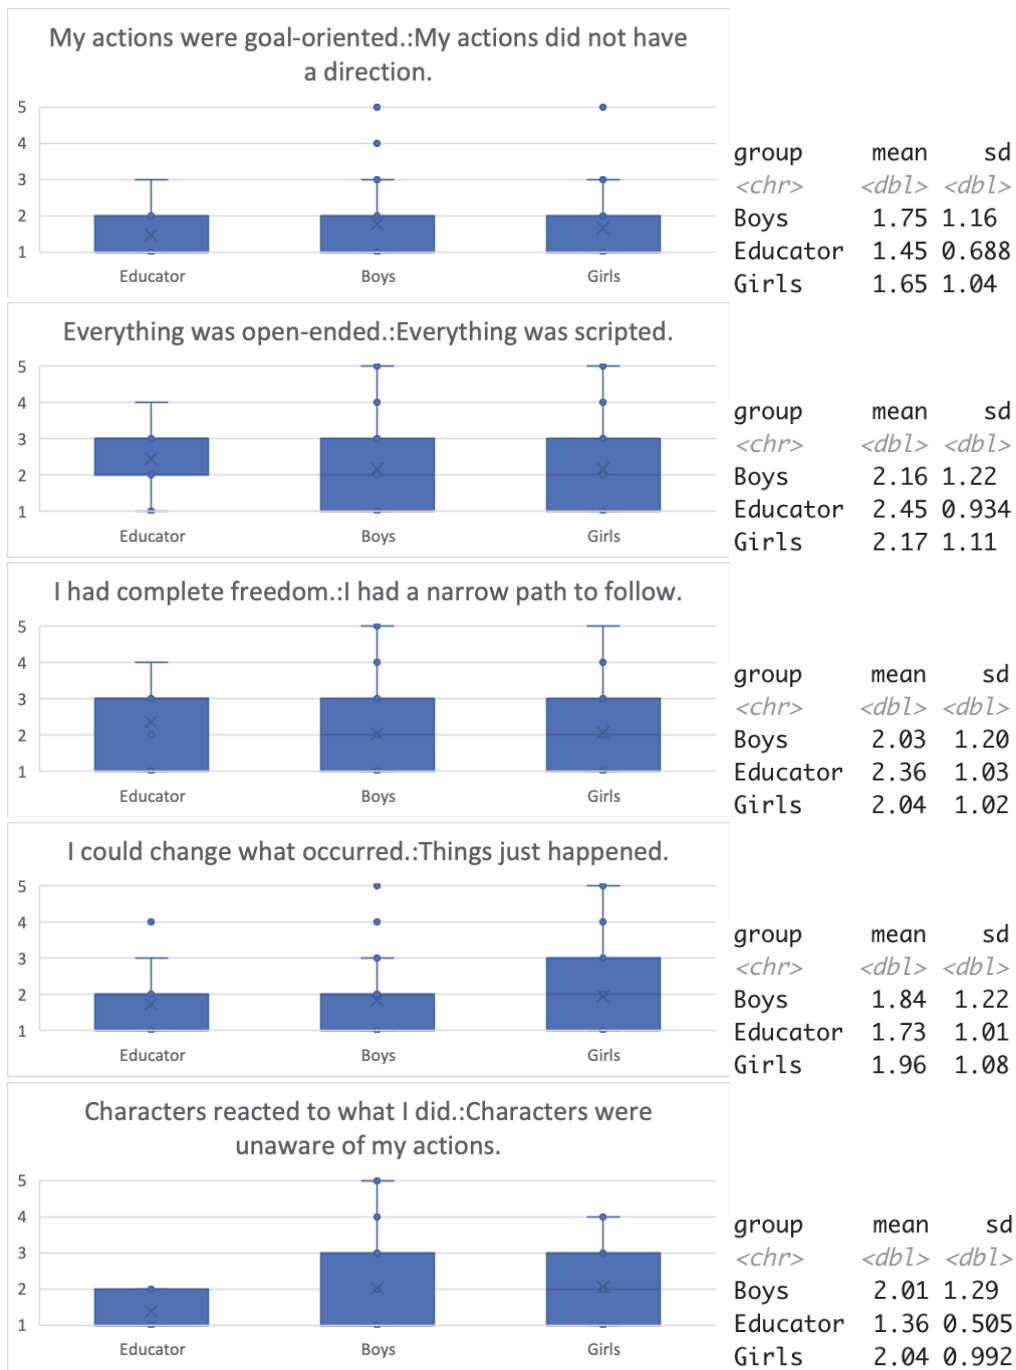 My actions were goal-oriented.:My actions did not have
a direction.
5
4
3
2
1
Educator Boys Girls
group mean sd
<chr> <dbl> <dbl>
Boys 1.75 1.16
Educator 1.45 0.688
Girls 1.65 1.04
Everything was open-ended.:Everything was scripted.
5
4
3
2
1
Educator Boys Girls
group mean sd
<chr> <dbl> <dbl>
Boys 2.16 1.22
Educator 2.45 0.934
Girls 2.17 1.11
I had complete freedom.:I had a narrow path to follow.
5
4
3
2
1
Educator Boys Girls
group mean sd
<chr> <dbl> <dbl>
Boys 2.03 1.20
Educator 2.36 1.03
Girls 2.04 1.02
I could change what occurred.:Things just happened.
5
4
3
2
1
Educator Boys Girls
group mean sd
<chr> <dbl> <dbl>
Boys 1.84 1.22
Educator 1.73 1.01
Girls 1.96 1.08
Characters reacted to what I did.:Characters were
unaware of my actions.
5
4
3
2
1
Educator Boys Girls
group mean sd
<chr> <dbl> <dbl>
Boys 2.01 1.29
Educator 1.36 0.505
Girls 2.04 0.992